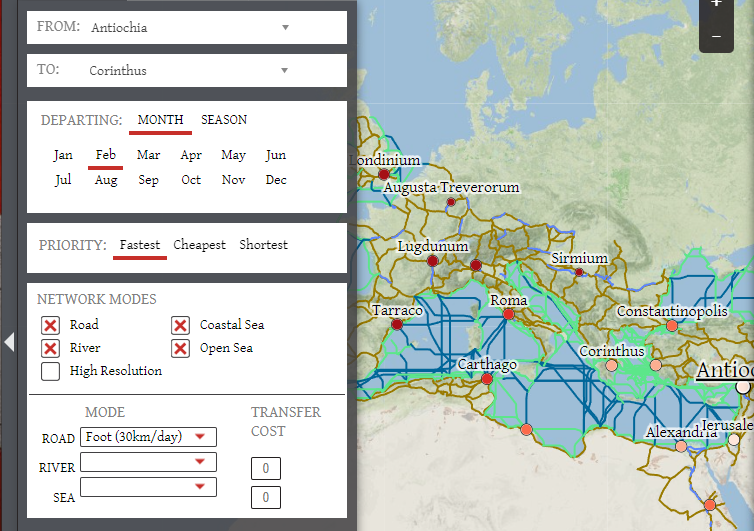 FROM: Antiochia
TO: Corinthus
DEPARTING: MONTH SEASON
Jan Feb Mar Apr May Jun
Jul Aug Sep Oct Nov Dec
PRIORITY: Fastest Cheapest Shortest
NETWORK MODES
Road Coastal Sea
River Open Sea
High Resolution
MODE TRANSFER
COST
ROAD Foot (30km/day)
RIVER 0
SEA 0
+
−
Londinium
Augusta Treverorum
Lugdunum
Sirmium
Roma
Tarraco
Constantinopolis
Corinthus
Carthago
Antioc
Alexandria
Ierusale